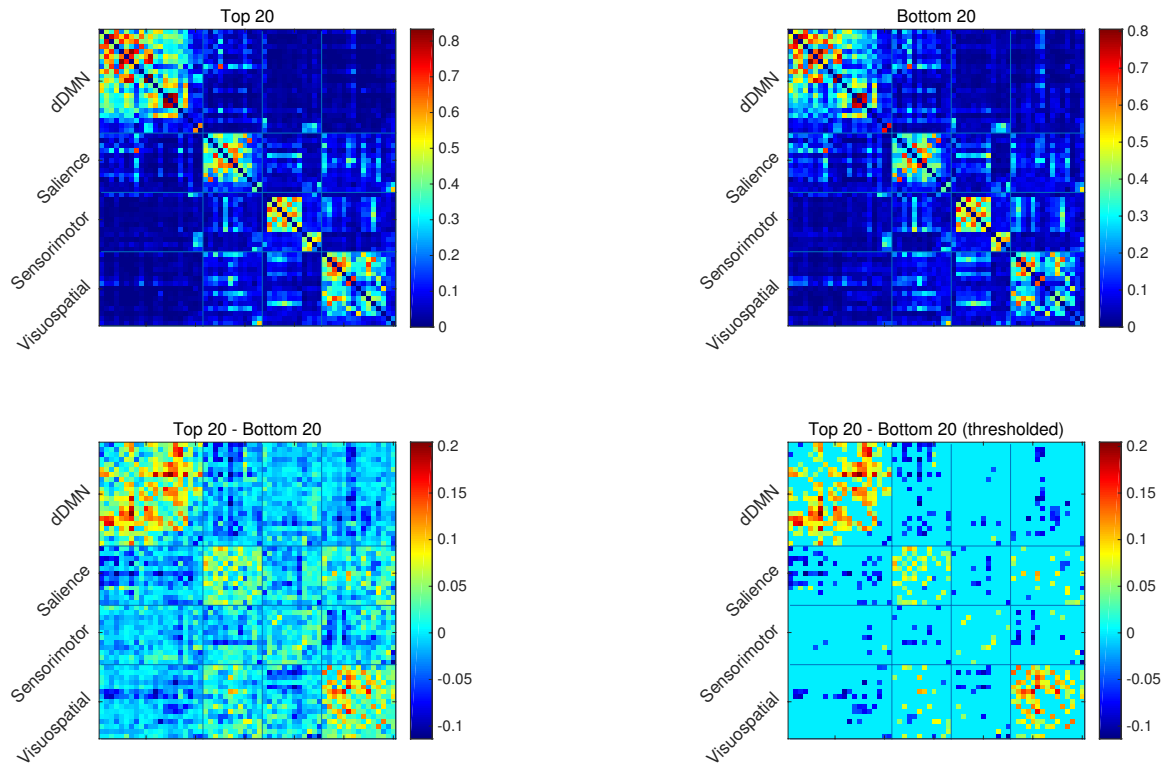 Top 20
dDMN
Salience
Sensorimotor
Visuospatial
0.8
0.7
0.6
0.5
0.4
0.3
0.2
0.1
0
Bottom 20
dDMN
Salience
Sensorimotor
Visuospatial
0.8
0.7
0.6
0.5
0.4
0.3
0.2
0.1
0
Top 20 - Bottom 20
dDMN
Salience
Sensorimotor
Visuospatial
0.2
0.15
0.1
0.05
0
-0.05
-0.1
Top 20 - Bottom 20 (thresholded)
dDMN
Salience
Sensorimotor
Visuospatial
0.2
0.15
0.1
0.05
0
-0.05
-0.1